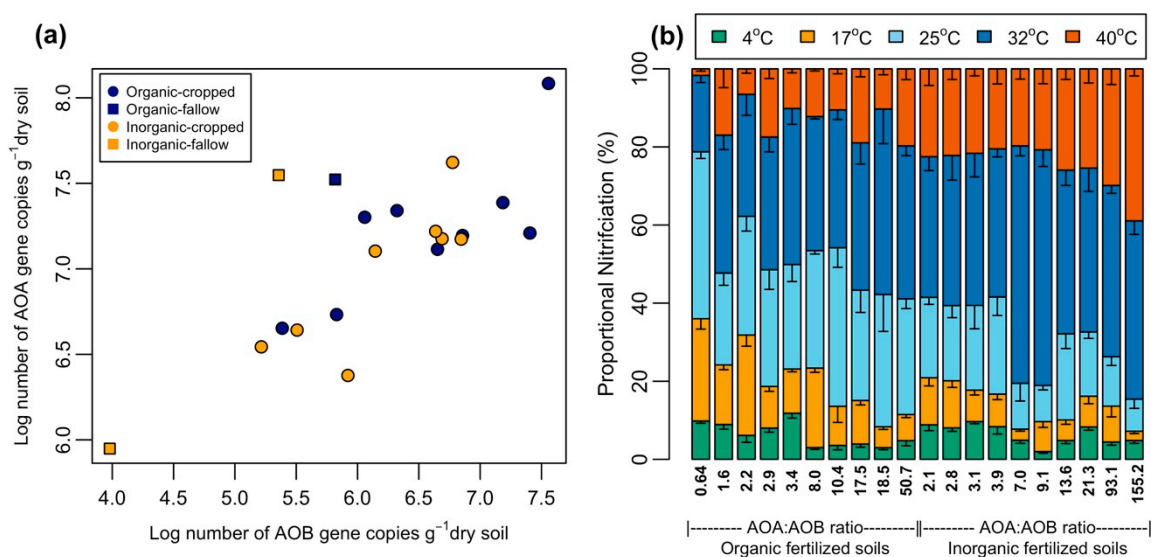 (a)
Organic-cropped
Organic-fallow
Inorganic-cropped
Inorganic-fallow
Log number of AOA gene copies g⁻¹dry soil
8.0
7.5
7.0
6.5
6.0
4.0 4.5 5.0 5.5 6.0 6.5 7.0 7.5
Log number of AOB gene copies g⁻¹dry soil
(b)
4°C 17°C 25°C 32°C 40°C
Proportional Nitrifciation (%)
100
80
60
40
20
0
0.64 1.6 2.2 2.9 3.4 8.0 10.4 17.5 18.5 50.7 2.1 2.8 3.1 3.9 7.0 9.1 13.6 21.3 93.1 155.2
|--------- AOA:AOB ratio---------||--------- AOA:AOB ratio---------|
Organic fertilized soils Inorganic fertilized soils